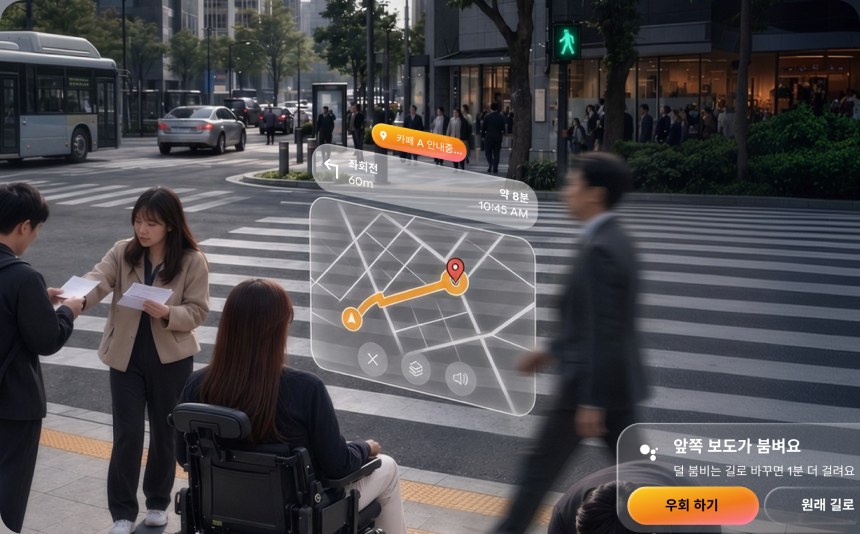 카페 A 안내중...
좌회전
60m
약 8분
10:45 AM
앞쪽 보도가 붐벼요
덜 붐비는 길로 바꾸면 1분 더 걸려요
우회 하기
원래 길로